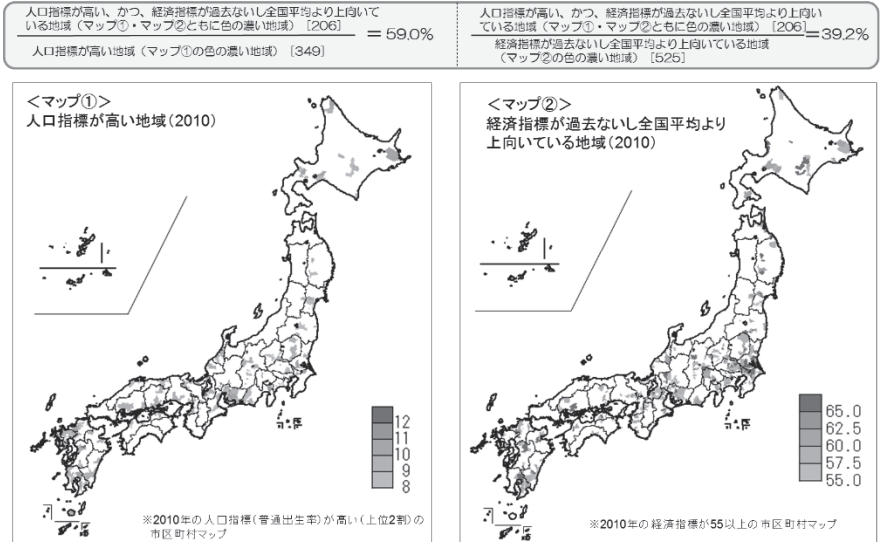 人口指標が高い、かつ、経済指標が過去ないし全国平均より上向いて
いる地域（マップ①・マップ②ともに色の濃い地域）［206］
＝59.0%
人口指標が高い地域（マップ①の色の濃い地域）［349］
人口指標が高い、かつ、経済指標が過去ないし全国平均より上向い
ている地域（マップ①・マップ②ともに色の濃い地域）［206］
＝39.2%
経済指標が過去ないし全国平均より上向いている地域
（マップ②の色の濃い地域）［525］
＜マップ①＞
人口指標が高い地域（2010）
12
11
10
9
8
※2010年の人口指標（普通出生率）が高い（上位2割）の
市区町村マップ
＜マップ②＞
経済指標が過去ないし全国平均より
上向いている地域（2010）
65.0
62.5
60.0
57.5
55.0
※2010年の経済指標が55以上の市区町村マップ